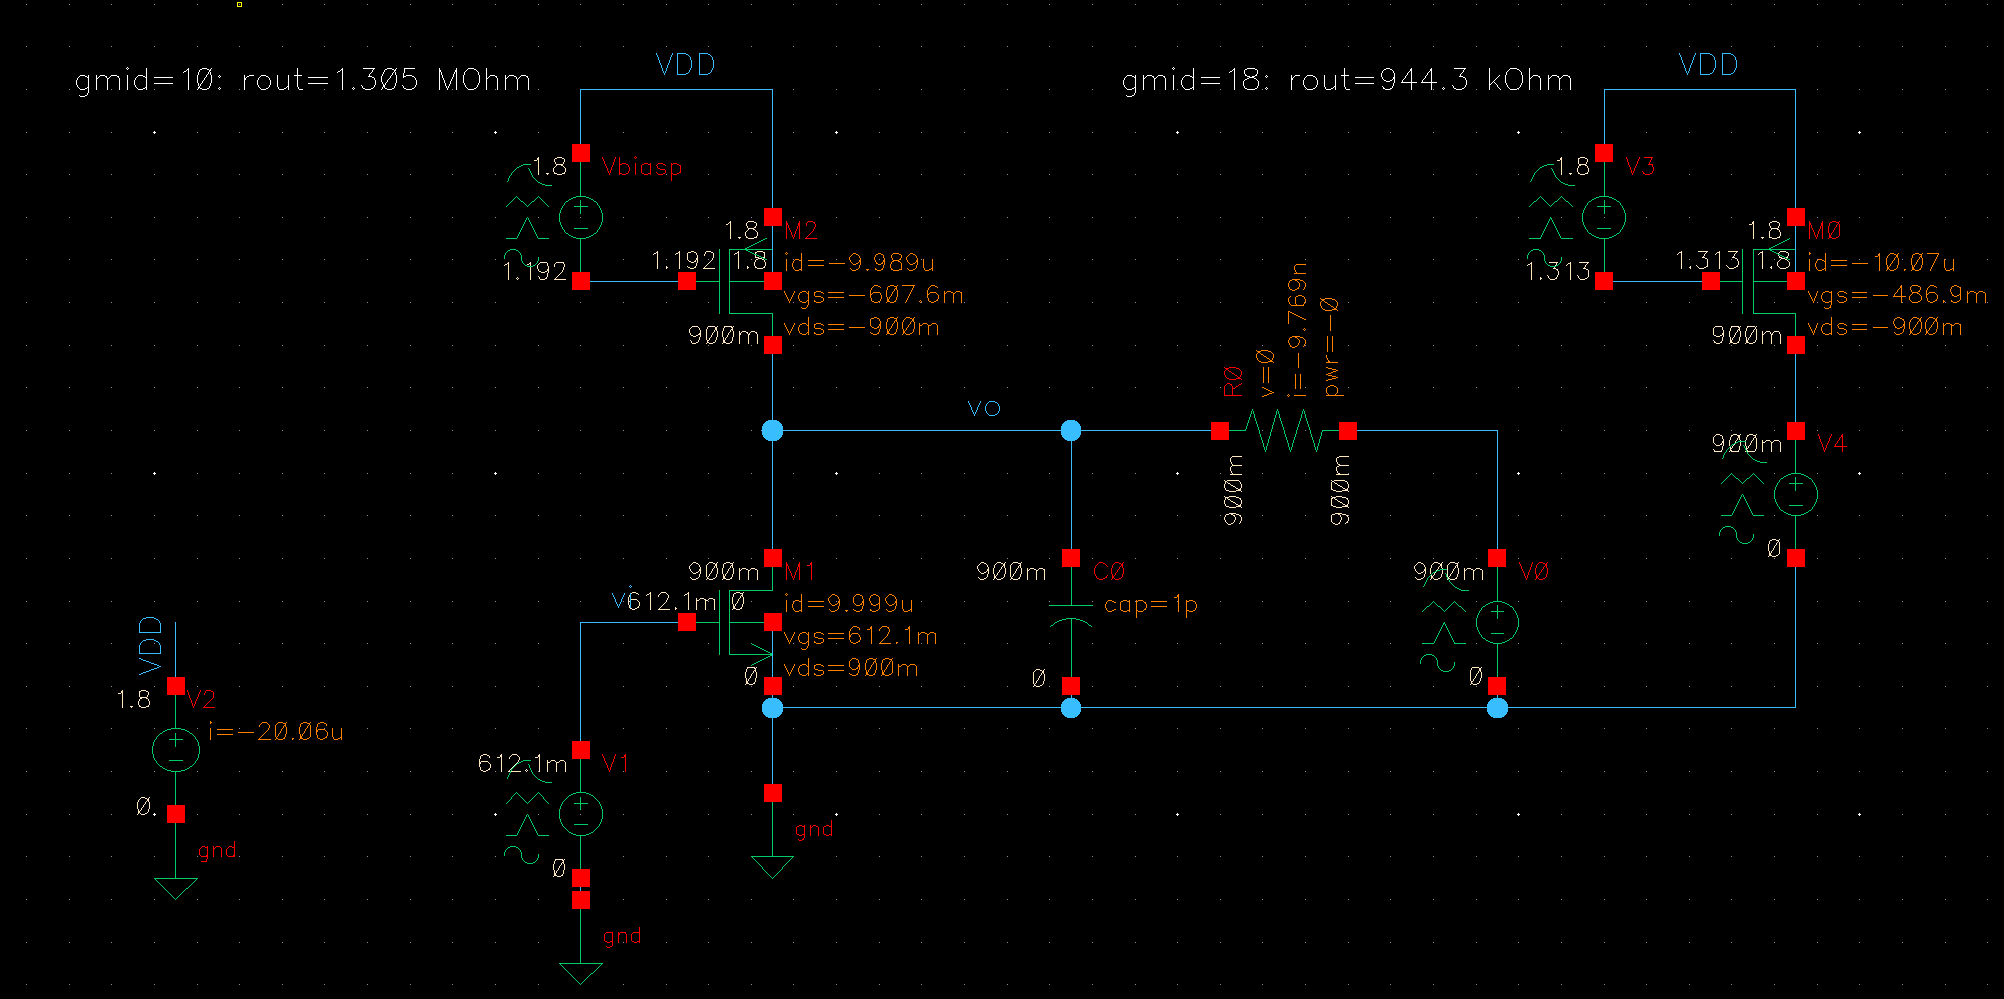 gmid=10: rout=1.305 MOhm
VDD
1.8
Vbiasp
1.192
1.8
M2
1.192
1.8
id=-9.989u
vgs=-607.6m
vds=-900m
900m
gmid=18: rout=944.3 kOhm
VDD
1.8
V3
1.313
1.8
M0
1.313
1.8
id=-10.07u
vgs=-486.9m
vds=-900m
900m
vo
R0
v=0
i=-9.769n
pwr=-0
900m
900m
900m
V4
0
900m
M1
612.1m
0
id=9.999u
vgs=612.1m
vds=900m
0
900m
C0
cap=1p
0
900m
V0
0
VDD
1.8
V2
i=-20.06u
0
gnd
612.1m
V1
0
gnd
gnd